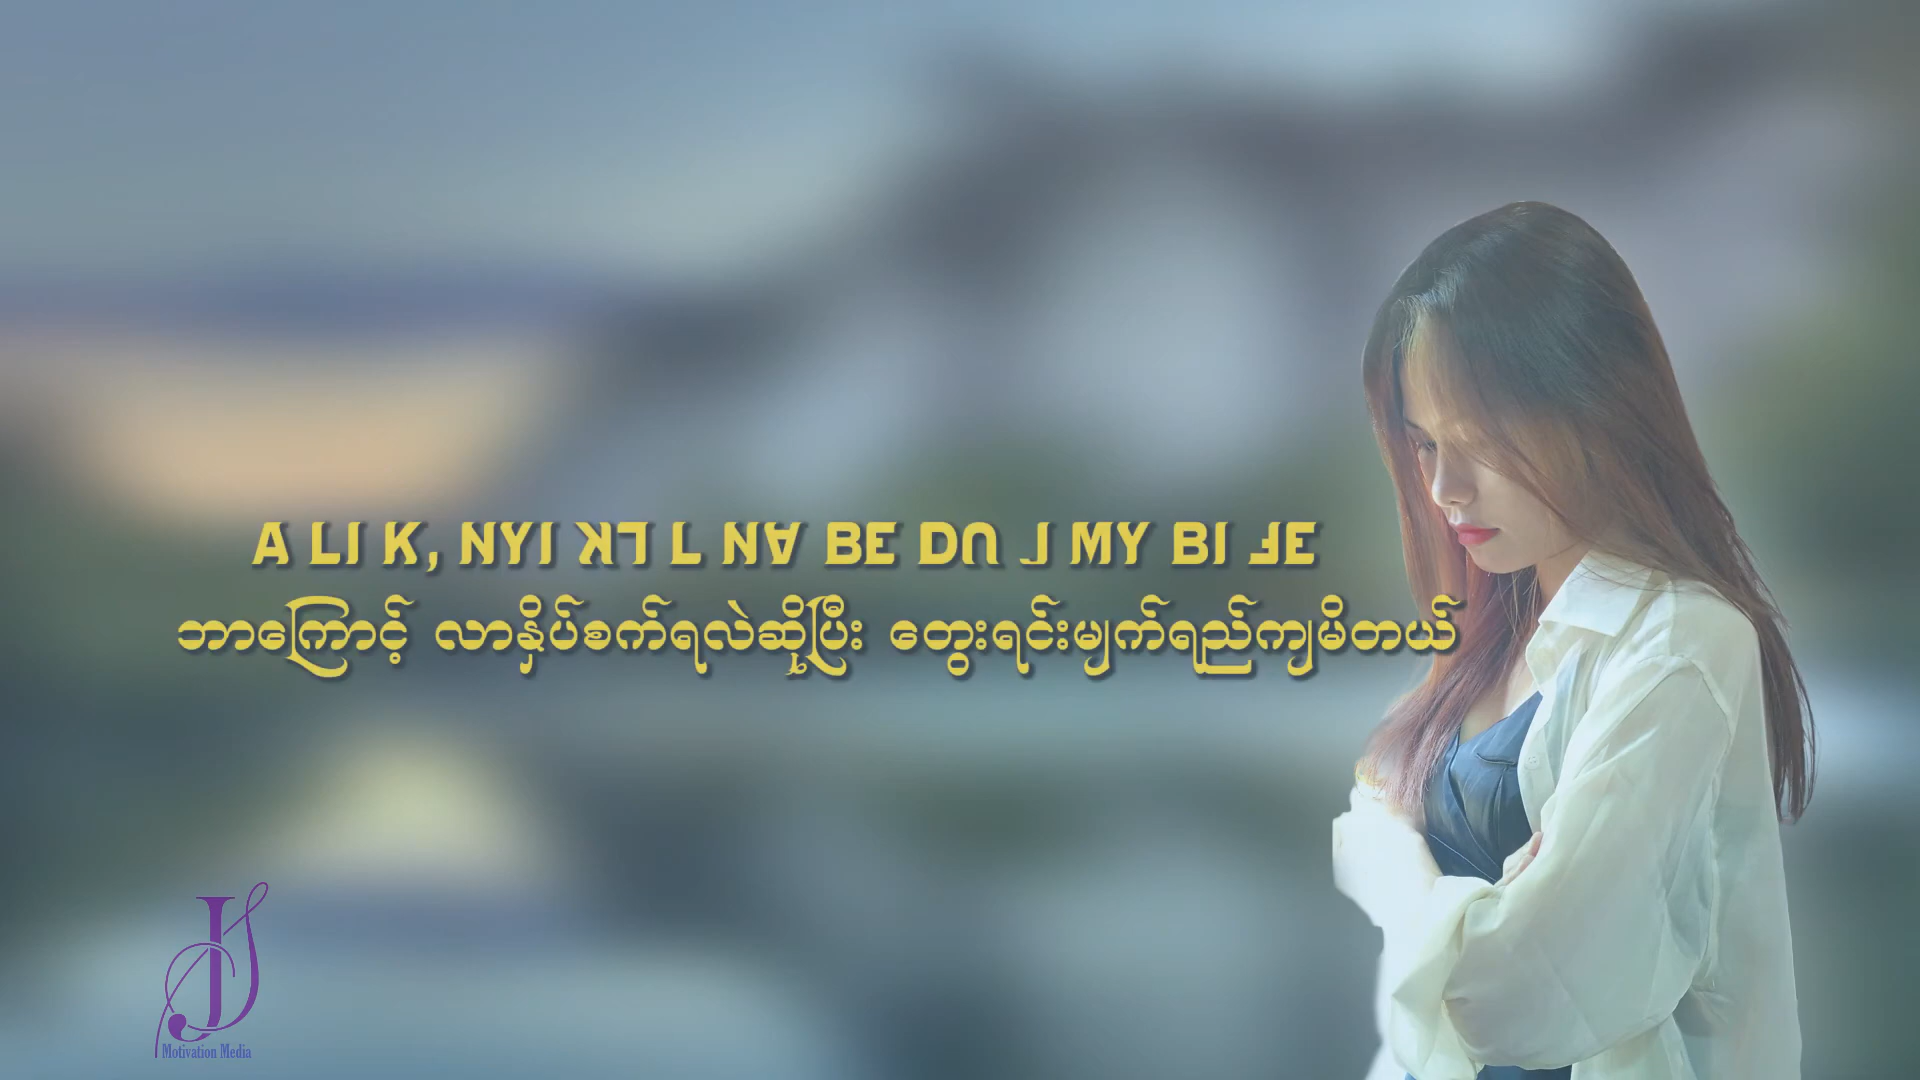 ꓮ ꓡꓲ ꓗꓹ ꓠꓬꓲ ꓘꓶ ꓡ ꓠꓯ ꓐꓰ ꓓꓵ ꓙ ꓟꓬ ꓐꓲ ꓞꓰ
ဘာကြောင့် လာနှိပ်စက်ရလဲဆိုပြီး တွေးရင်းမျက်ရည်ကျမိတယ်
JS
Motivation Media